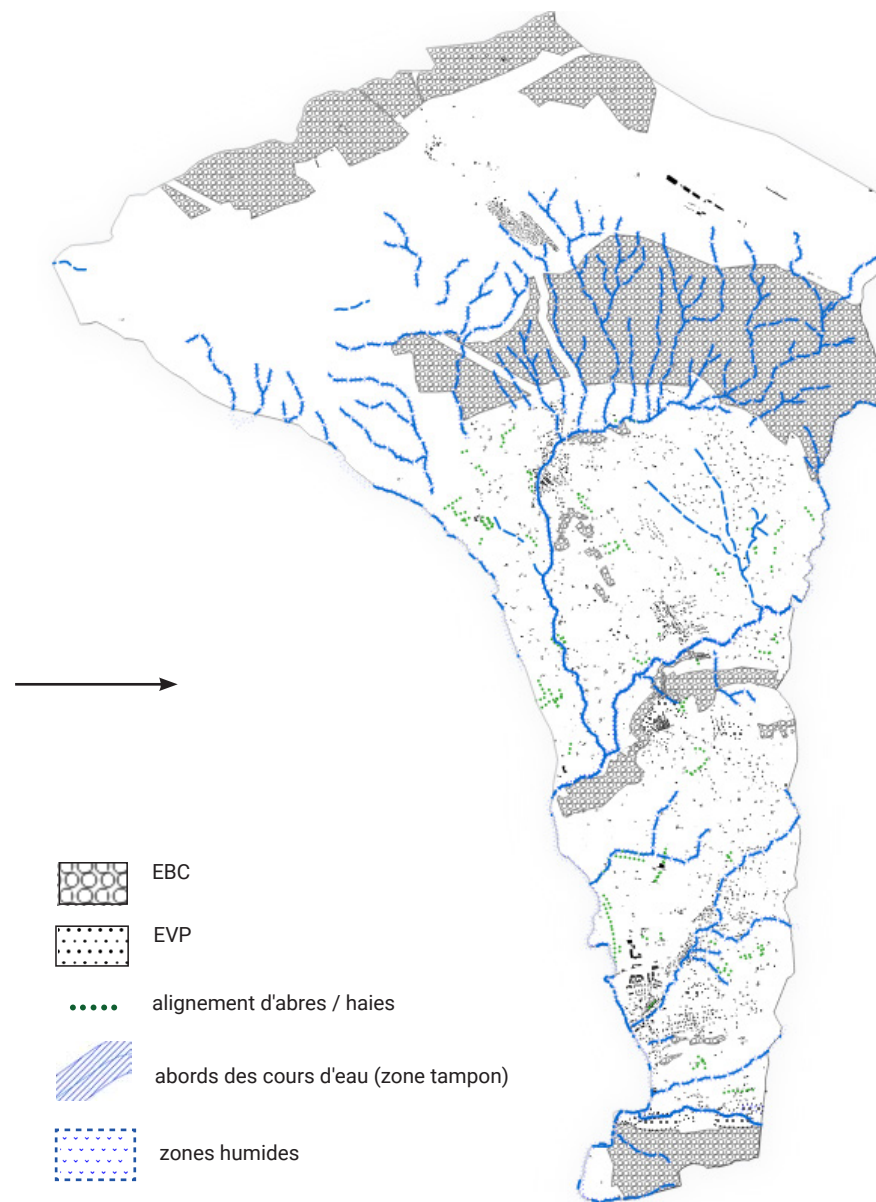 EBC
EVP
alignement d'abres / haies
abords des cours d'eau (zone tampon)
zones humides